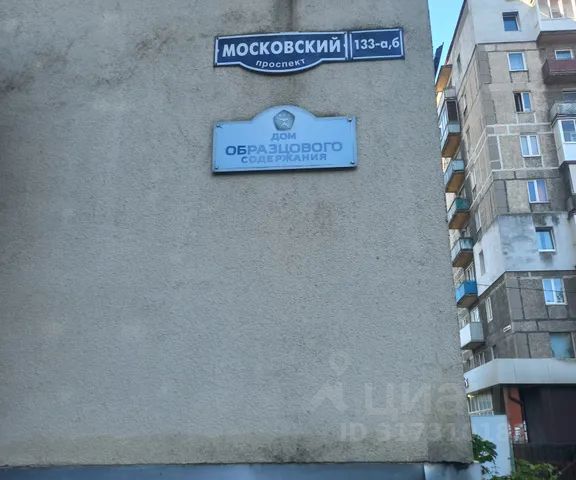 МОСКОВСКИЙ
проспект
133-а,б
ДОМ
ОБРАЗЦОВОГО
СОДЕРЖАНИЯ
циан